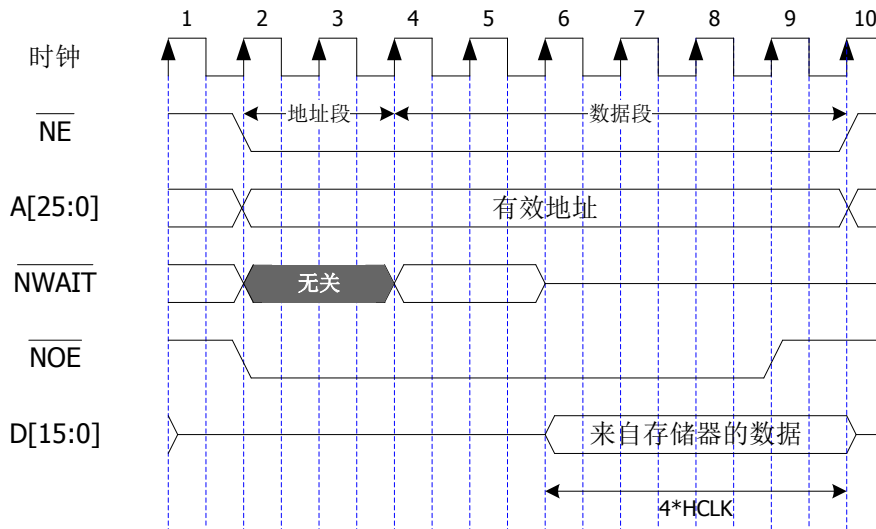 1 2 3 4 5 6 7 8 9 10
时钟
NE 地址段 数据段
A[25:0] 有效地址
NWAIT 无关
NOE
D[15:0] 来自存储器的数据
4*HCLK